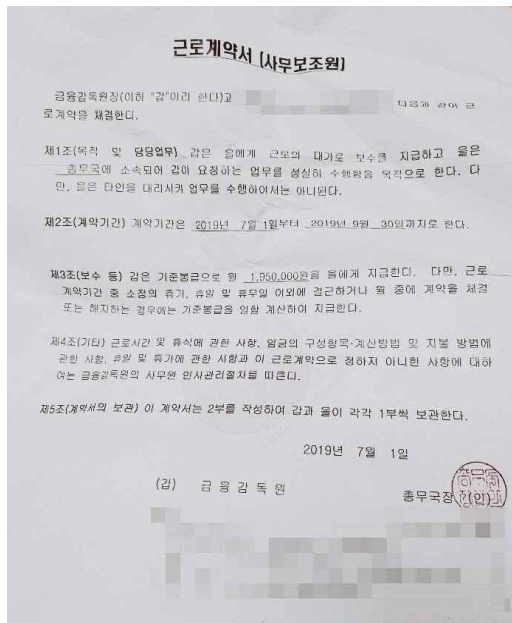 근로계약서 [사무보조원]
금융감독원장(이하 "갑"이라 한다)과
다음과 같이 근
로계약을 체결한다.
제1조(목적 및 담당업무) 갑은 을에게 근로의 대가로 보수를 지급하고 을은
총무국에 소속되어 갑이 요청하는 업무를 성실히 수행함을 목적으로 한다. 다
만, 을은 타인을 대리시켜 업무를 수행하여서는 아니된다.
제2조(계약기간) 계약기간은 2019년 7월 1일부터 2019년 9월 30일까지로 한다.
제3조(보수 등) 갑은 기준봉급으로 월 1,950,000원을 을에게 지급한다. 다만, 근로
계약기간 중 소정의 휴가, 휴일 및 휴무일 이외에 결근하거나 월 중에 계약을 체결
또는 해지하는 경우에는 기준봉급을 일할 계산하여 지급한다.
제4조(기타) 근로시간 및 휴식에 관한 사항, 임금의 구성항목·계산방법 및 지불 방법에
관한 사항, 휴일 및 휴가에 관한 사항과 이 근로계약으로 정하지 아니한 사항에 대하
여는 금융감독원의 사무원 인사관리절차를 따른다.
제5조(계약서의 보관) 이 계약서는 2부를 작성하여 갑과 을이 각각 1부씩 보관한다.
2019년 7월 1일
(갑) 금융감독원
총무국장 (인)